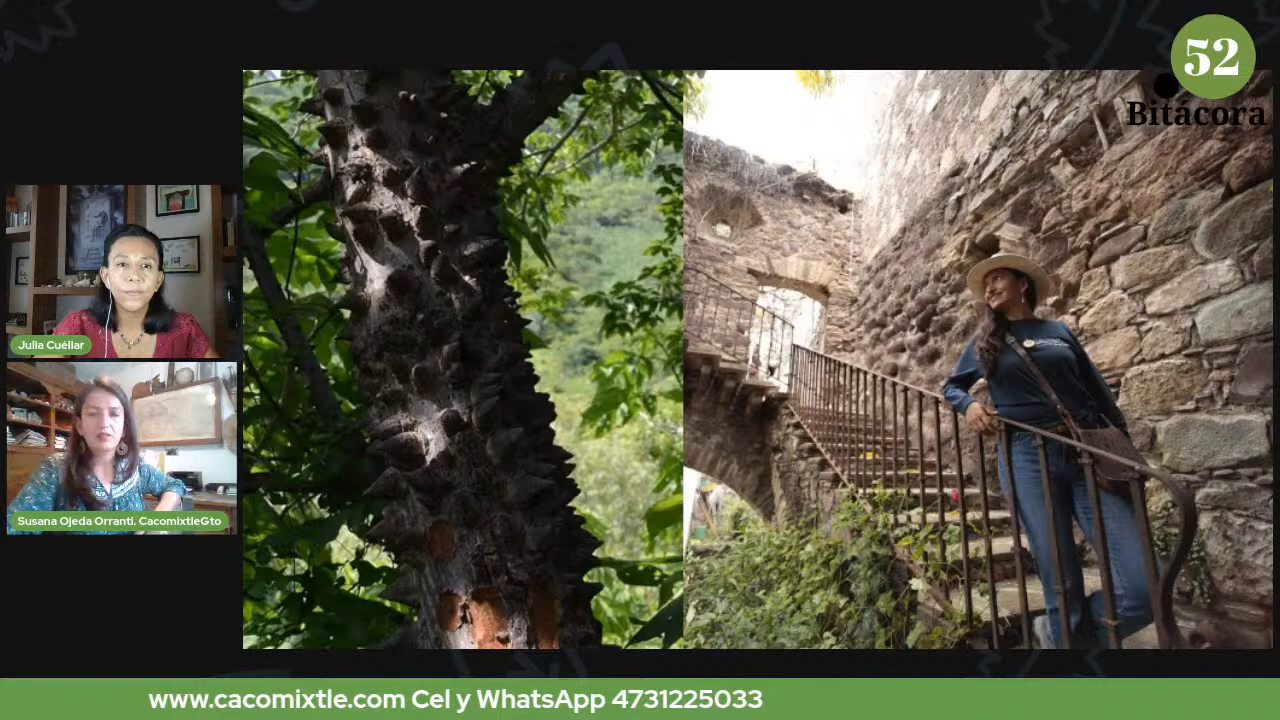 52
Bitácora
Julia Cuéllar
Susana Ojeda Orranti. CacomixtleGto
www.cacomixtle.com Cel y WhatsApp 4731225033